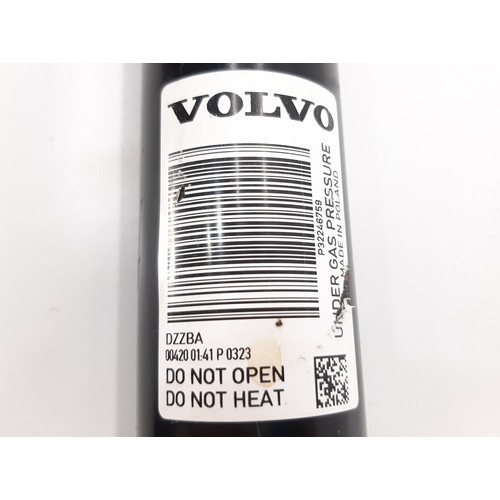 VOLVO
P32246759
UNDER GAS PRESSURE
MADE IN POLAND
DZZBA
00420 01:41 P 0323
DO NOT OPEN
DO NOT HEAT